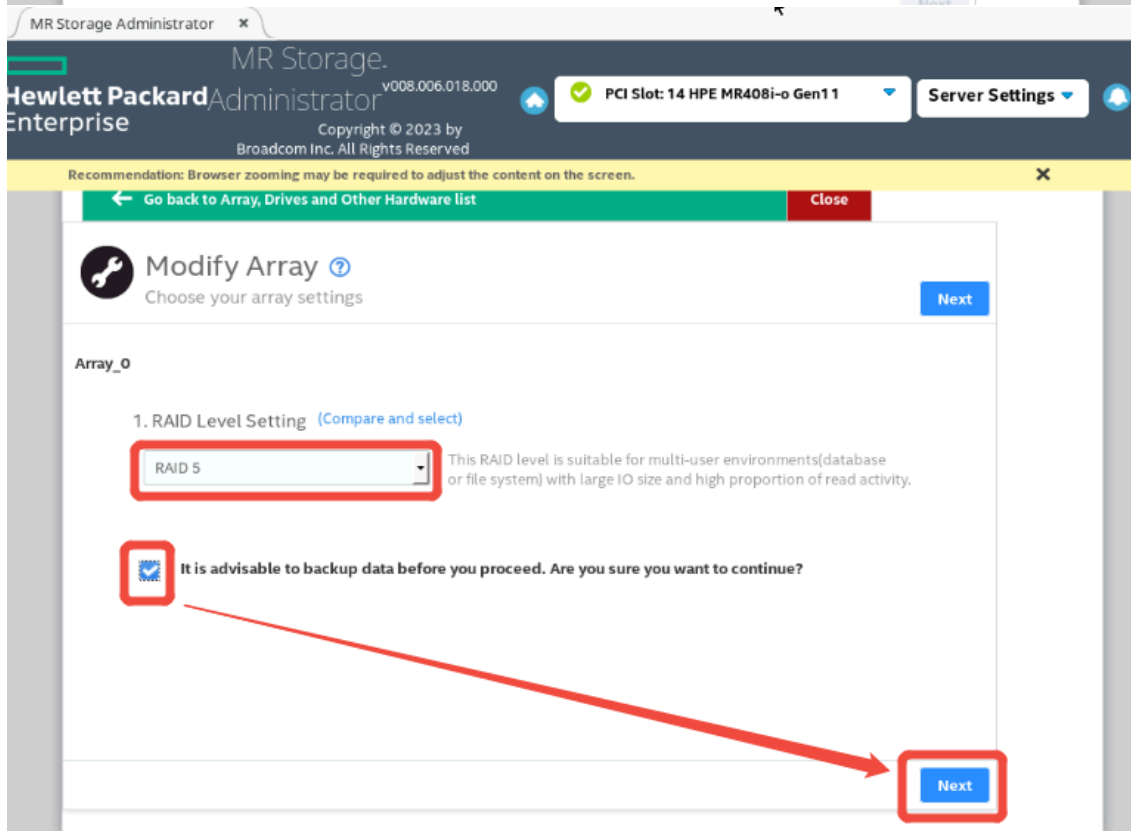 Next
MR Storage Administrator ×
MR Storage
Administrator v008.006.018.000
Hewlett Packard
Enterprise
Copyright © 2023 by
Broadcom Inc. All Rights Reserved
PCI Slot: 14 HPE MR408i-o Gen11
Server Settings
Recommendation: Browser zooming may be required to adjust the content on the screen.
Go back to Array, Drives and Other Hardware list
Close
Modify Array ?
Choose your array settings
Next
Array_0
1. RAID Level Setting (Compare and select)
RAID 5
This RAID level is suitable for multi-user environments(database
or file system) with large IO size and high proportion of read activity.
It is advisable to backup data before you proceed. Are you sure you want to continue?
Next